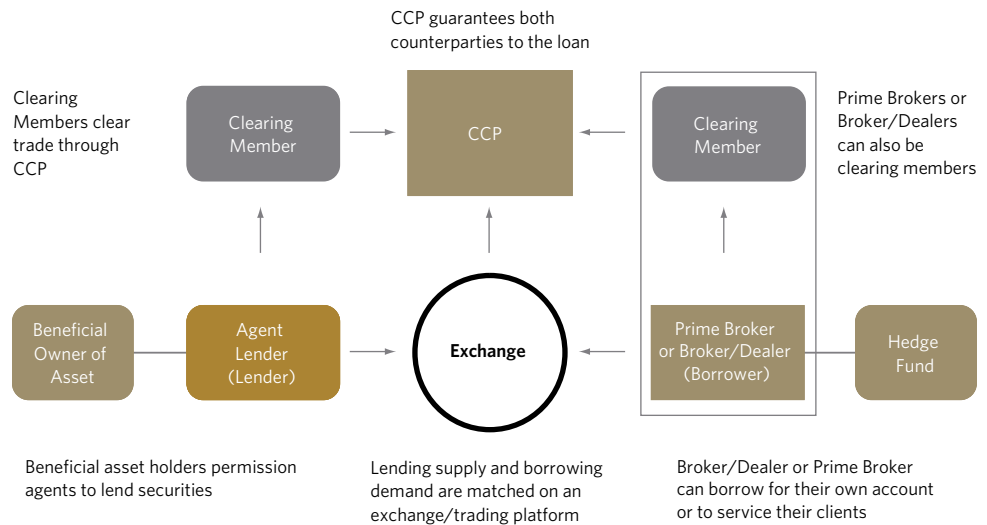 CCP guarantees both
counterparties to the loan
Clearing
Members clear
trade through
CCP
Clearing
Member
CCP
Clearing
Member
Prime Brokers or
Broker/Dealers
can also be
clearing members
Beneficial
Owner of
Asset
Agent
Lender
(Lender)
Exchange
Prime Broker
or Broker/Dealer
(Borrower)
Hedge
Fund
Beneficial asset holders permission
agents to lend securities
Lending supply and borrowing
demand are matched on an
exchange/trading platform
Broker/Dealer or Prime Broker
can borrow for their own account
or to service their clients